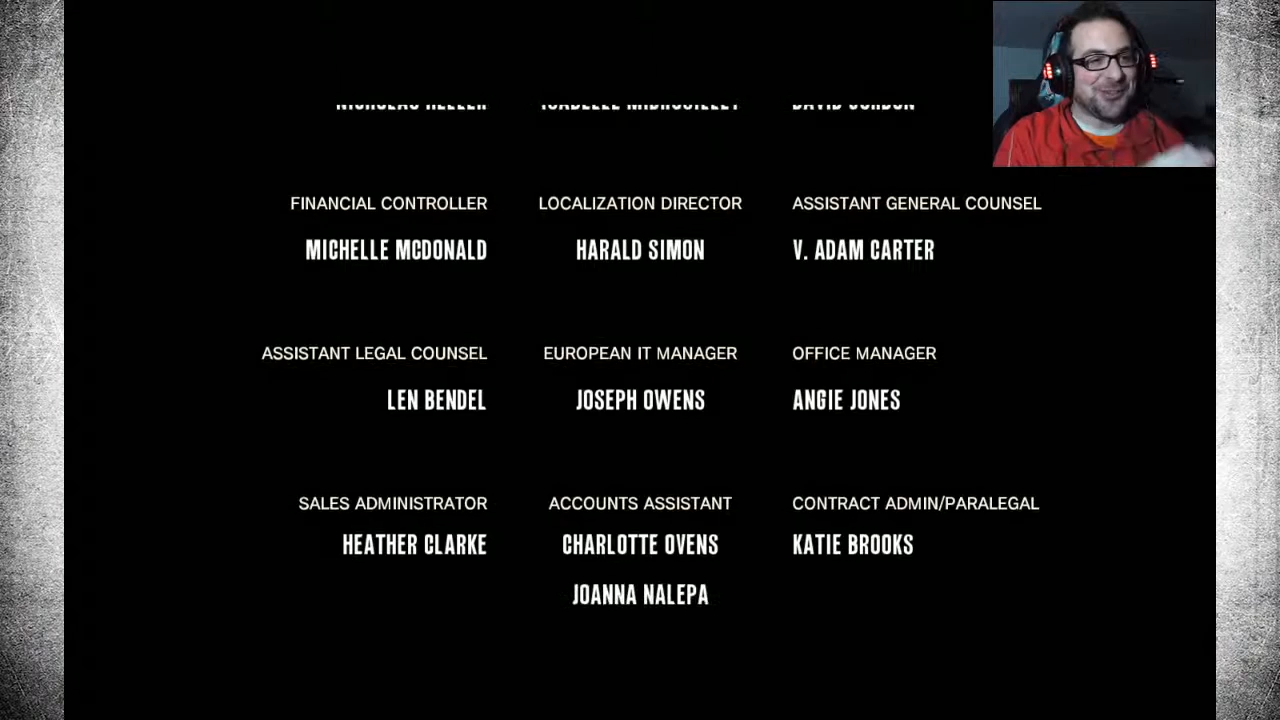 FINANCIAL CONTROLLER LOCALIZATION DIRECTOR ASSISTANT GENERAL COUNSEL
MICHELLE MCDONALD HARALD SIMON V. ADAM CARTER
ASSISTANT LEGAL COUNSEL EUROPEAN IT MANAGER OFFICE MANAGER
LEN BENDEL JOSEPH OWENS ANGIE JONES
SALES ADMINISTRATOR ACCOUNTS ASSISTANT CONTRACT ADMIN/PARALEGAL
HEATHER CLARKE CHARLOTTE OVENS KATIE BROOKS
JOANNA NALEPA